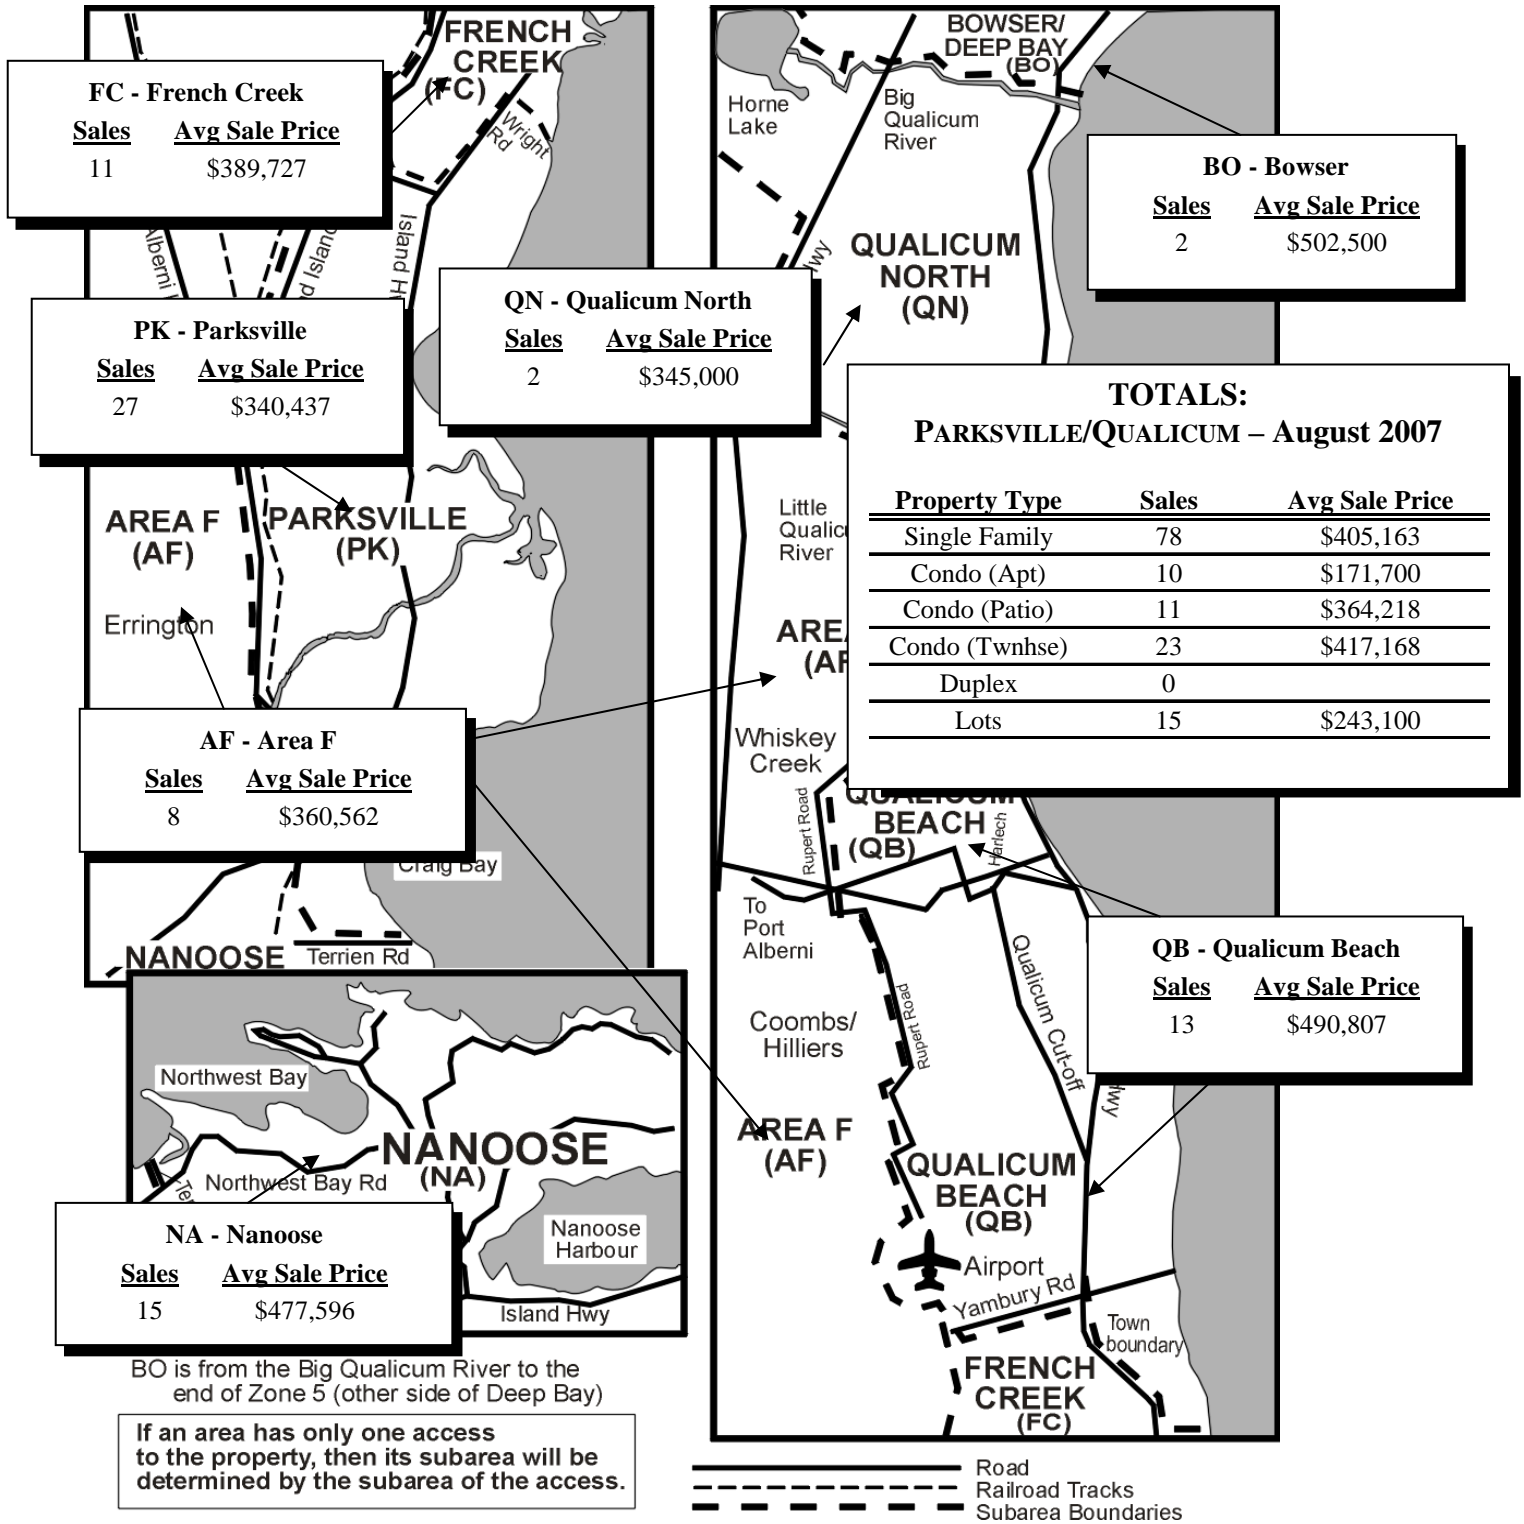 FRENCH
CREEK
(FC)
Wright
Rd
FC - French Creek
Sales Avg Sale Price
11 $389,727
Alberni
Island
Island
PK - Parksville
Sales Avg Sale Price
27 $340,437
AREA F
(AF)
PARKSVILLE
(PK)
Errington
AF - Area F
Sales Avg Sale Price
8 $360,562
Craig Bay
NANOOSE
Terrien Rd
Northwest Bay
NANOOSE
(NA)
Northwest Bay Rd
Nanoose
Harbour
Island Hwy
NA - Nanoose
Sales Avg Sale Price
15 $477,596
BO is from the Big Qualicum River to the
end of Zone 5 (other side of Deep Bay)
If an area has only one access
to the property, then its subarea will be
determined by the subarea of the access.
BOWSER/
DEEP BAY
(BO)
Horne
Lake
Big
Qualicum
River
BO - Bowser
Sales Avg Sale Price
2 $502,500
QUALICUM
NORTH
(QN)
Hwy
QN - Qualicum North
Sales Avg Sale Price
2 $345,000
TOTALS:
PARKSVILLE/QUALICUM – August 2007
Property Type Sales Avg Sale Price
Single Family 78 $405,163
Condo (Apt) 10 $171,700
Condo (Patio) 11 $364,218
Condo (Twnhse) 23 $417,168
Duplex 0
Lots 15 $243,100
Little
Qualicu
River
AREA
(AF
Whiskey
Creek
Rupert Road
QUALICUM
BEACH
(QB)
Harlech
To
Port
Alberni
Qualicum Cut-off
QB - Qualicum Beach
Sales Avg Sale Price
13 $490,807
Rupert Road
Coombs/
Hilliers
Hwy
AREA F
(AF)
QUALICUM
BEACH
(QB)
Airport
Yambury Rd
Town
boundary
FRENCH
CREEK
(FC)
Road
Railroad Tracks
Subarea Boundaries